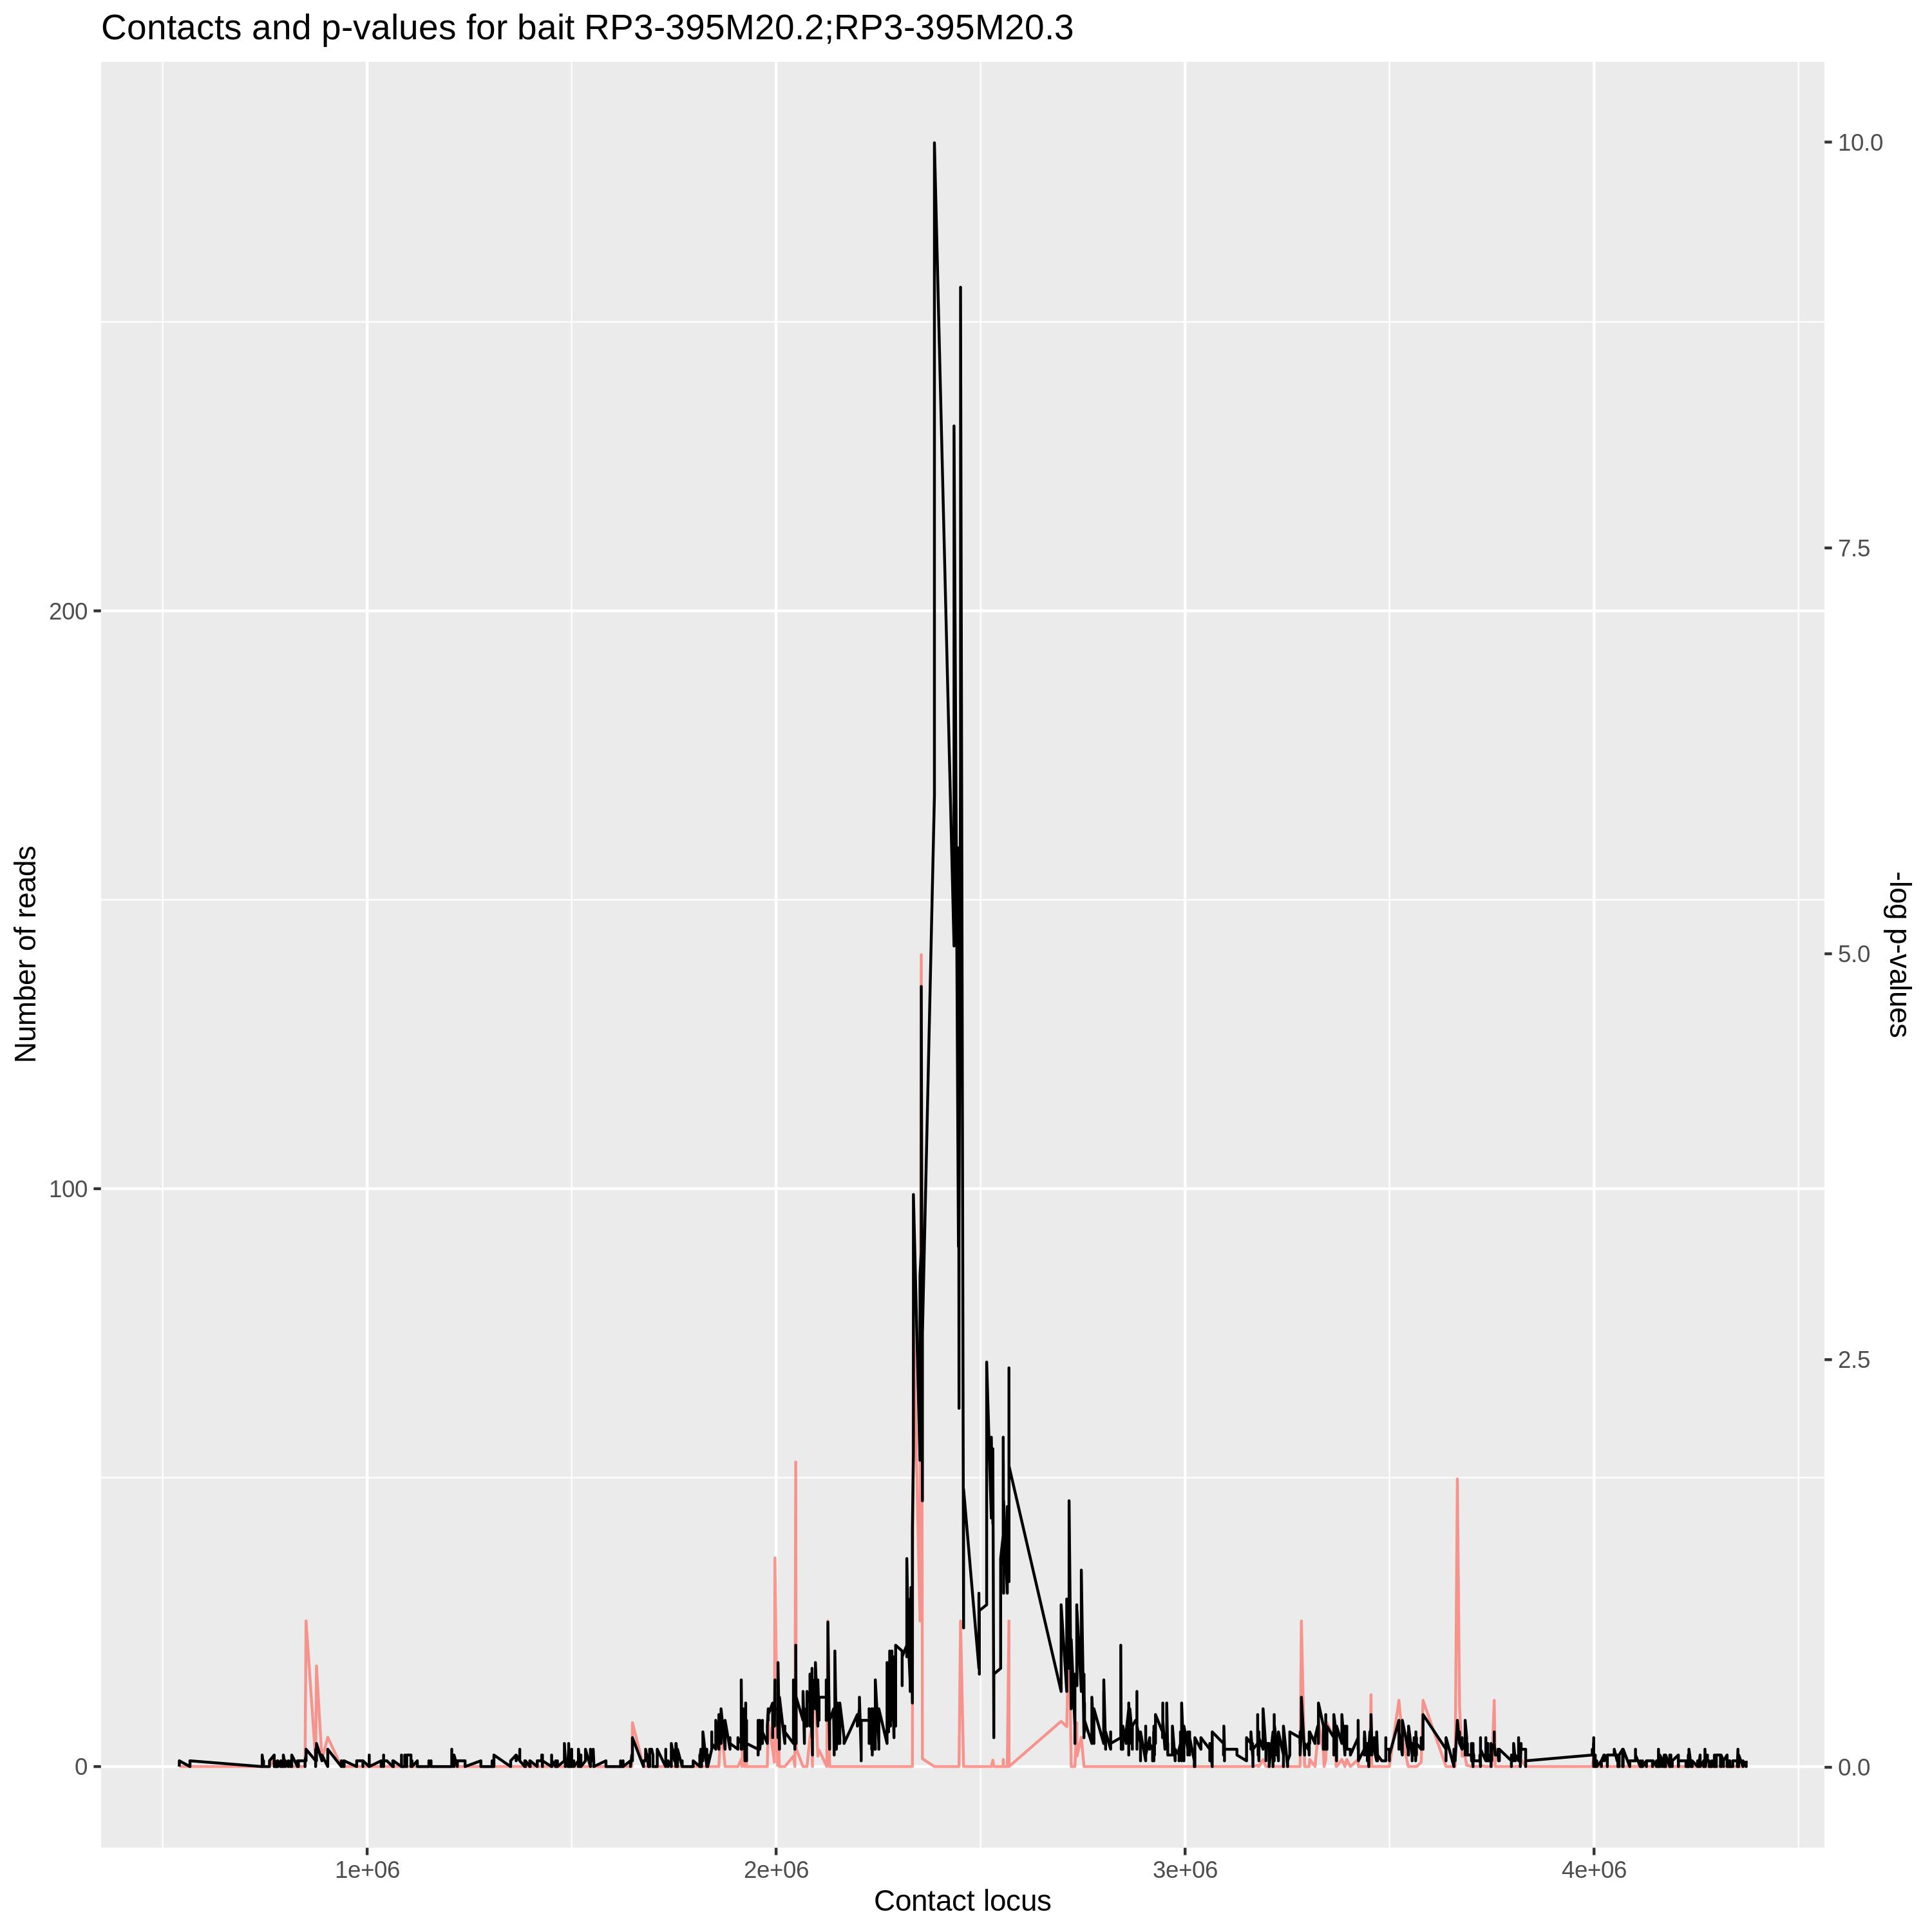 Contacts and p-values for bait RP3-395M20.2;RP3-395M20.3
Number of reads
200
100
0
10.0
7.5
5.0
2.5
0.0
-log p-values
1e+06
2e+06
3e+06
4e+06
Contact locus